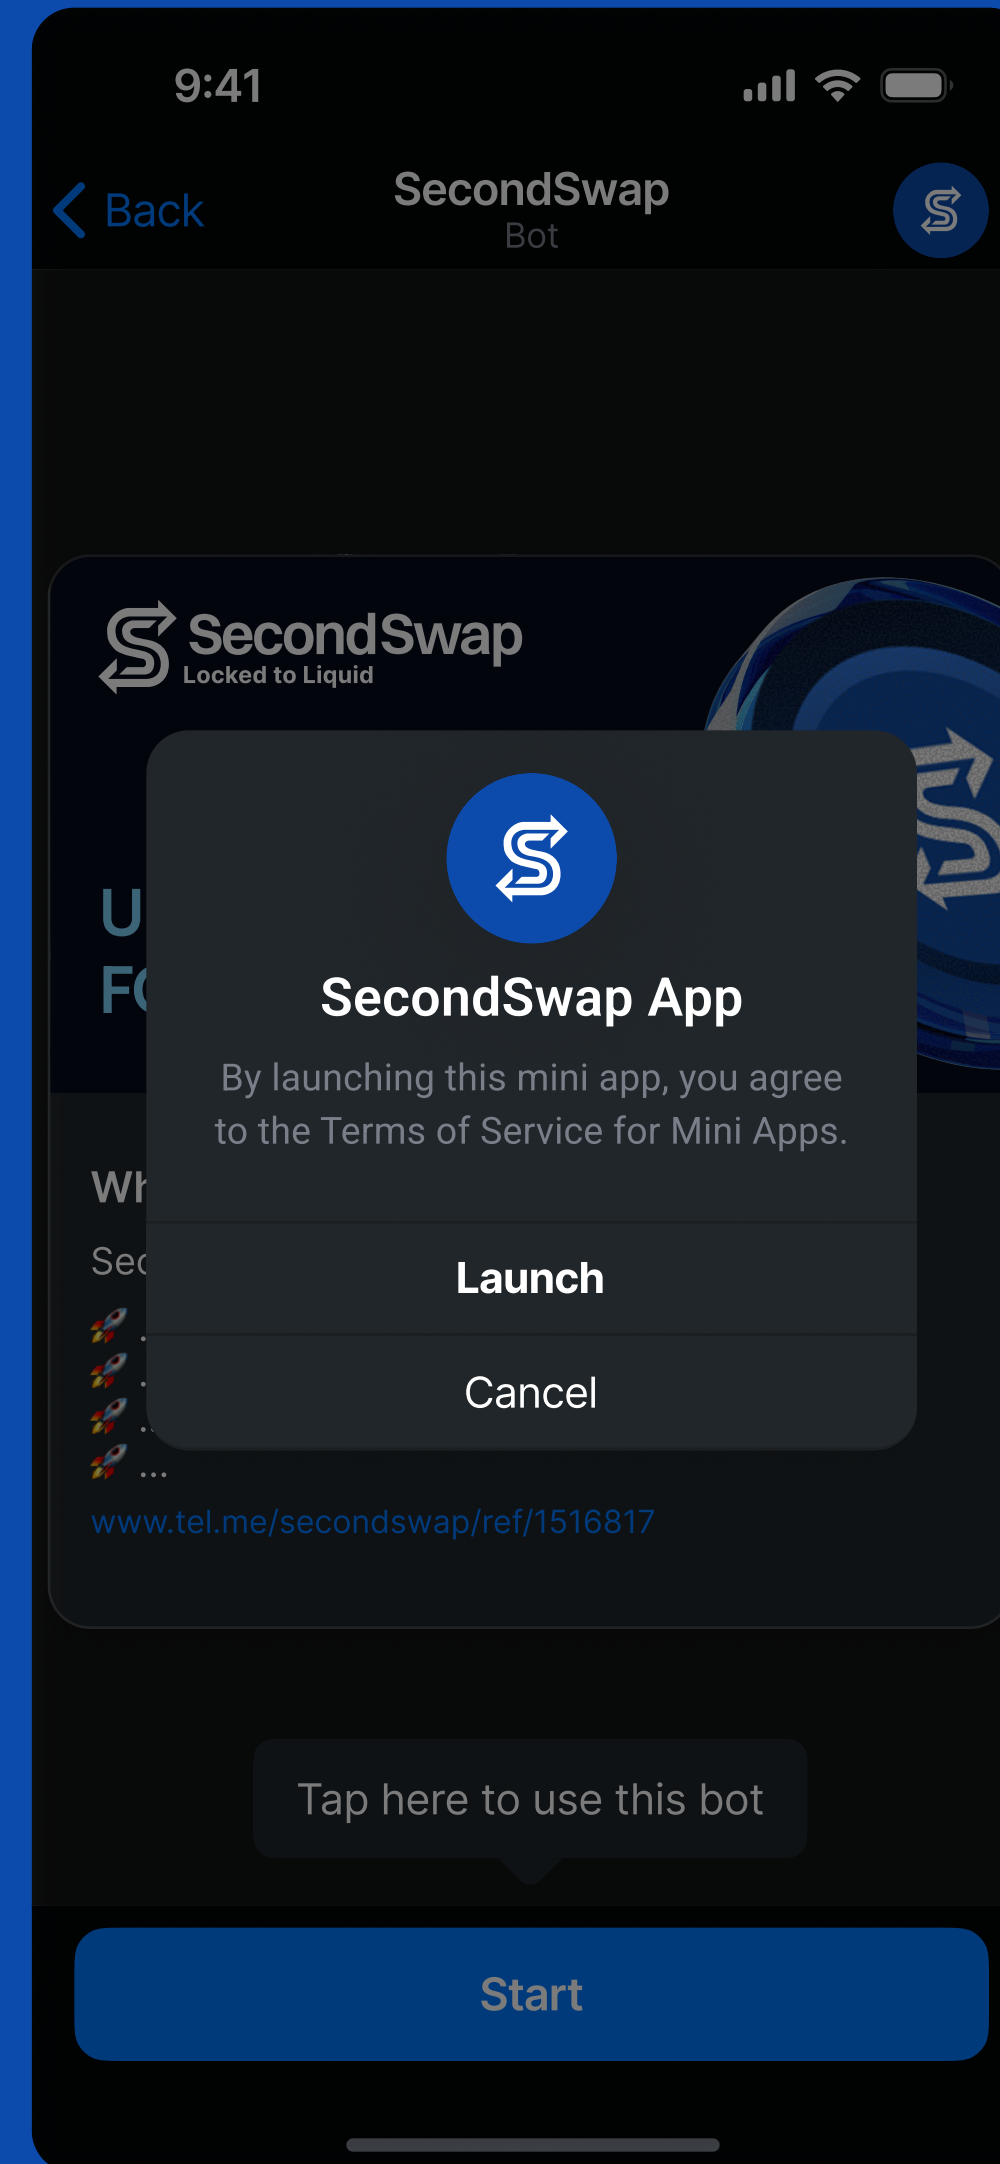 9:41
Back
SecondSwap
Bot
SecondSwap
Locked to Liquid
SecondSwap App
By launching this mini app, you agree
to the Terms of Service for Mini Apps.
Launch
Cancel
...
www.tel.me/secondswap/ref/1516817
Tap here to use this bot
Start